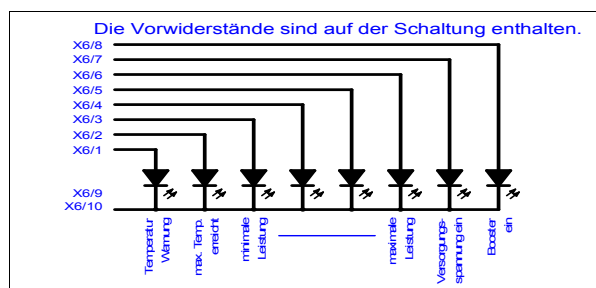 Die Vorwiderstände sind auf der Schaltung enthalten.
X6/8
X6/7
X6/6
X6/5
X6/4
X6/3
X6/2
X6/1
X6/9
X6/10
Temperatur
Warnung
max. Temp.
erreicht
minimale
Leistung
maximale
Leistung
Versorgungs-
spannung ein
Booster
ein